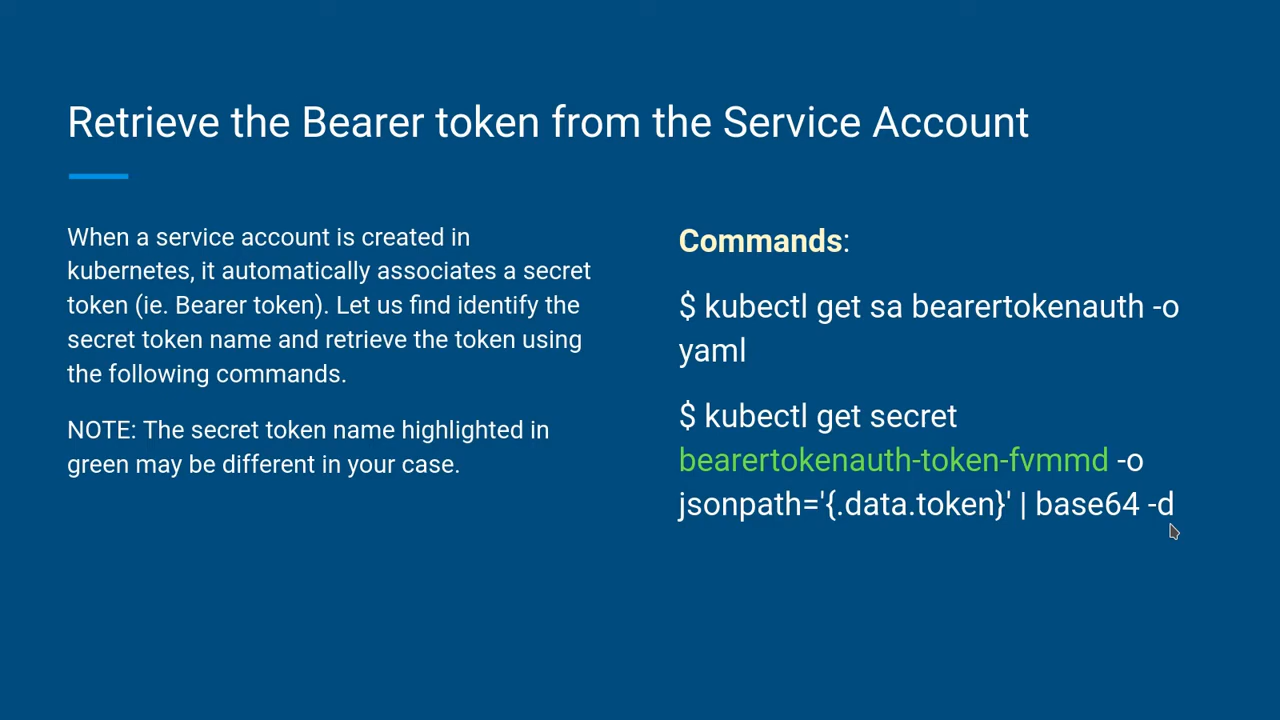 Retrieve the Bearer token from the Service Account
When a service account is created in
kubernetes, it automatically associates a secret
token (ie. Bearer token). Let us find identify the
secret token name and retrieve the token using
the following commands.
NOTE: The secret token name highlighted in
green may be different in your case.
Commands:
$ kubectl get sa bearertokenauth -o
yaml
$ kubectl get secret
bearertokenauth-token-fvmmd -o
jsonpath='{.data.token}' | base64 -d